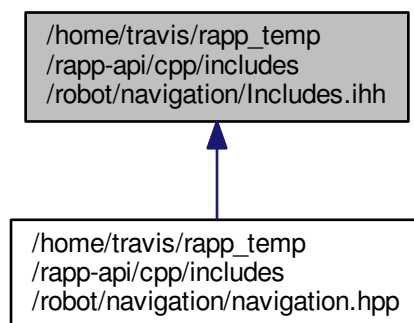 /home/travis/rapp_temp
/rapp-api/cpp/includes
/robot/navigation/Includes.ihh
/home/travis/rapp_temp
/rapp-api/cpp/includes
/robot/navigation/navigation.hpp